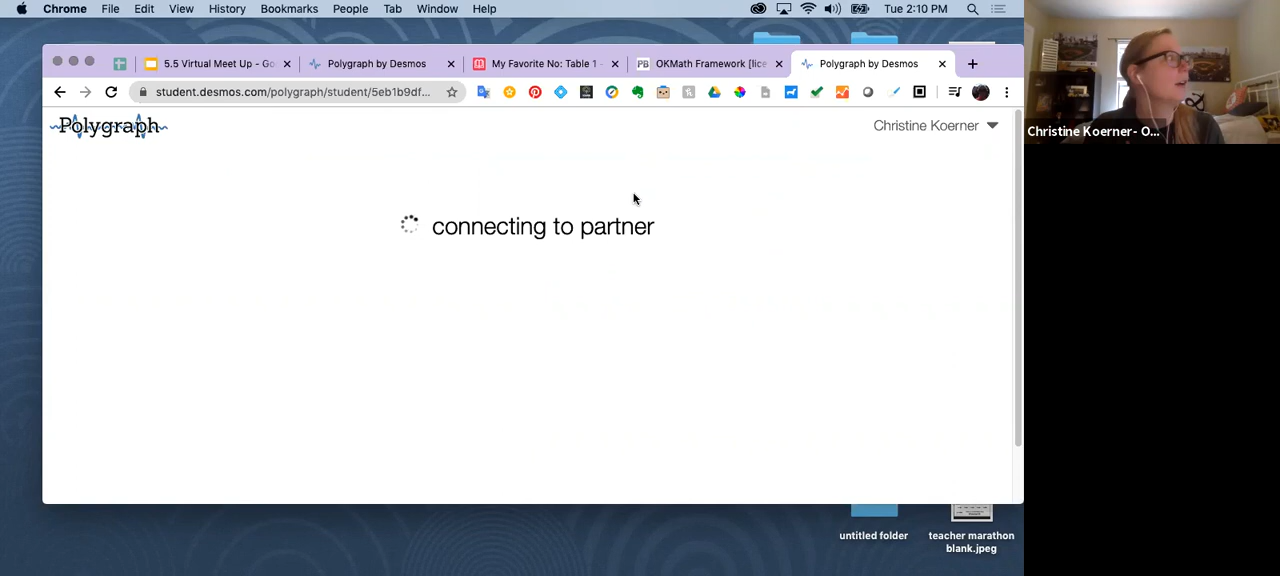 Chrome File Edit View History Bookmarks People Tab Window Help Tue 2:10 PM
5.5 Virtual Meet Up - Go Polygraph by Desmos My Favorite No: Table 1 - OKMath Framework [lice Polygraph by Desmos
student.desmos.com/polygraph/student/5eb1b9df...
Polygraph Christine Koerner
Christine Koerner- O...
connecting to partner
untitled folder teacher marathon
blank.jpeg